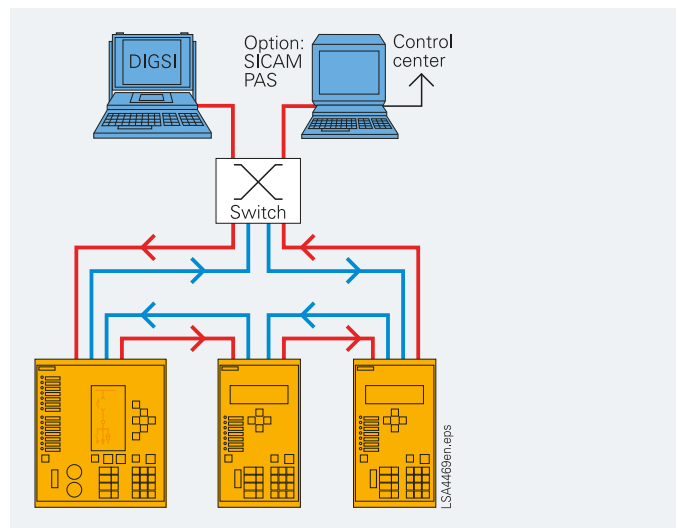 DIGSI
Option:
SICAM
PAS
Control
center
Switch
LSA4469en.eps